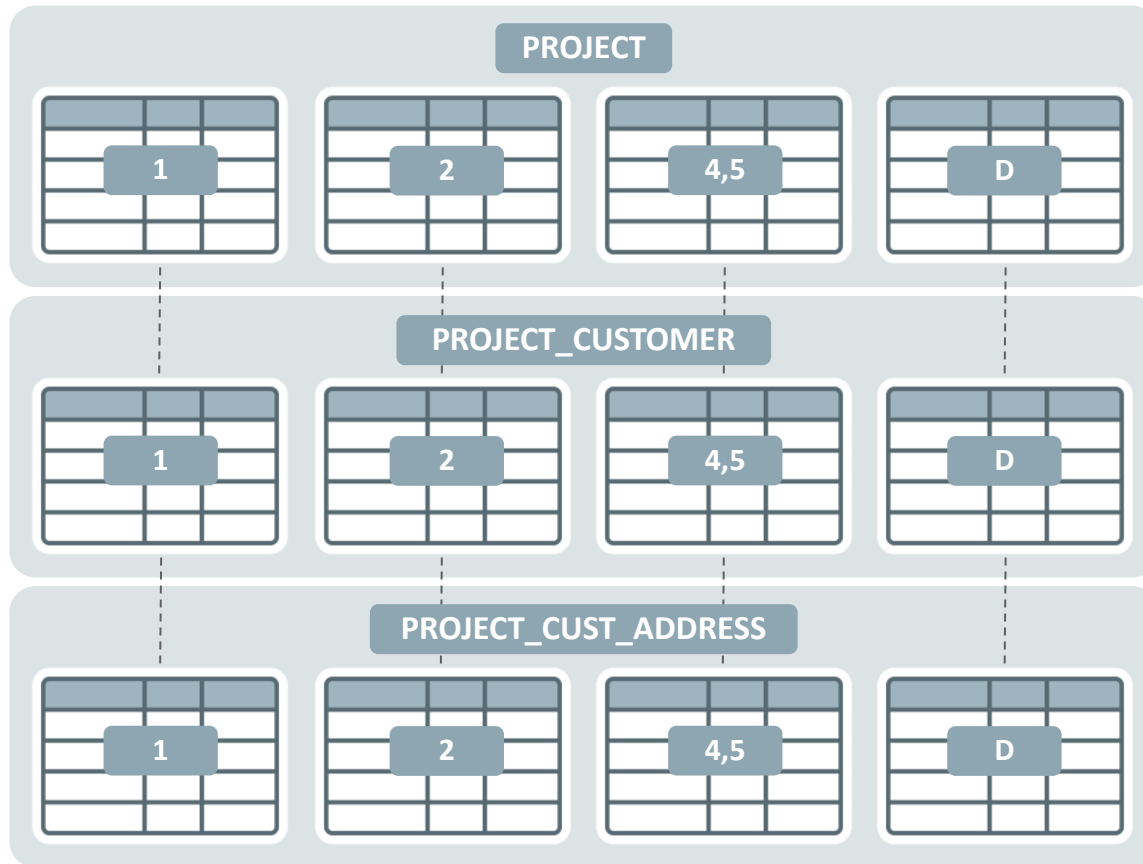 PROJECT
1 2 4,5 D
PROJECT_CUSTOMER
1 2 4,5 D
PROJECT_CUST_ADDRESS
1 2 4,5 D